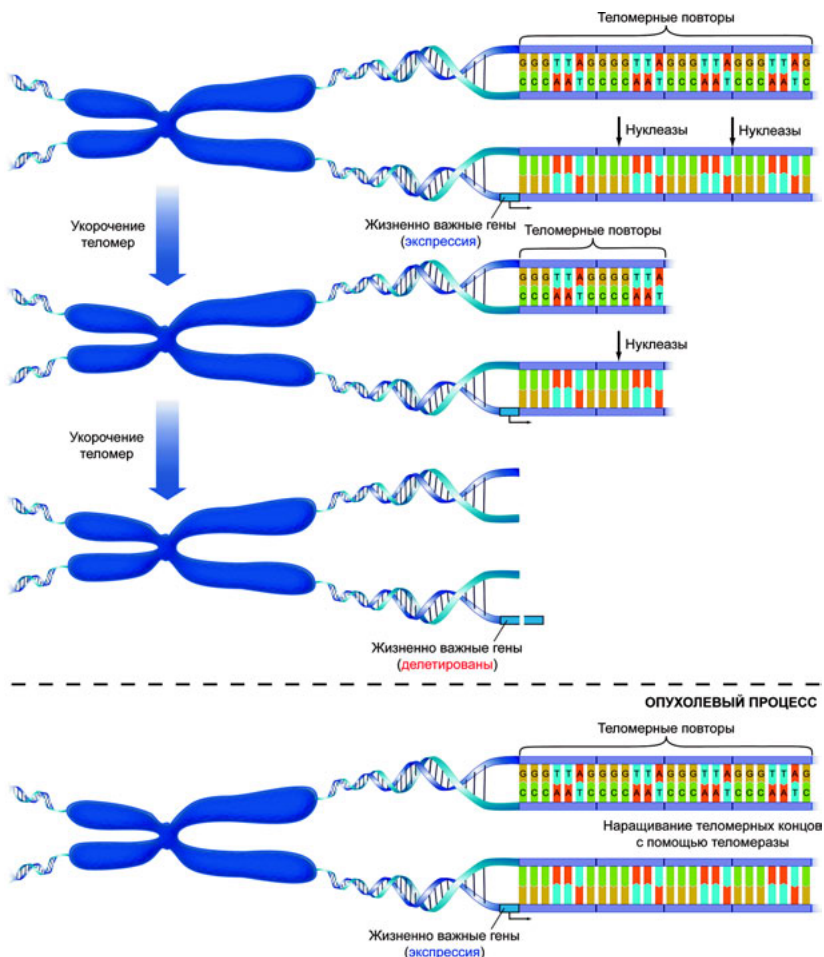 Теломерные повторы
GGGTTAGGGGTTAGGGTTAGGGTTAG
CCCAATCCCCAATCCCAATCCCAATC
Нуклеазы
Нуклеазы
Жизненно важные гены
(экспрессия)
Укорочение
теломер
Теломерные повторы
GGGTTAGGGGTTA
CCCAATCCCCAAT
Нуклеазы
Укорочение
теломер
Жизненно важные гены
(делетированы)
ОПУХОЛЕВЫЙ ПРОЦЕСС
Теломерные повторы
GGGTTAGGGGTTAGGGTTAGGGTTAG
CCCAATCCCCAATCCCAATCCCAATC
Наращивание теломерных концов
с помощью теломеразы
Жизненно важные гены
(экспрессия)